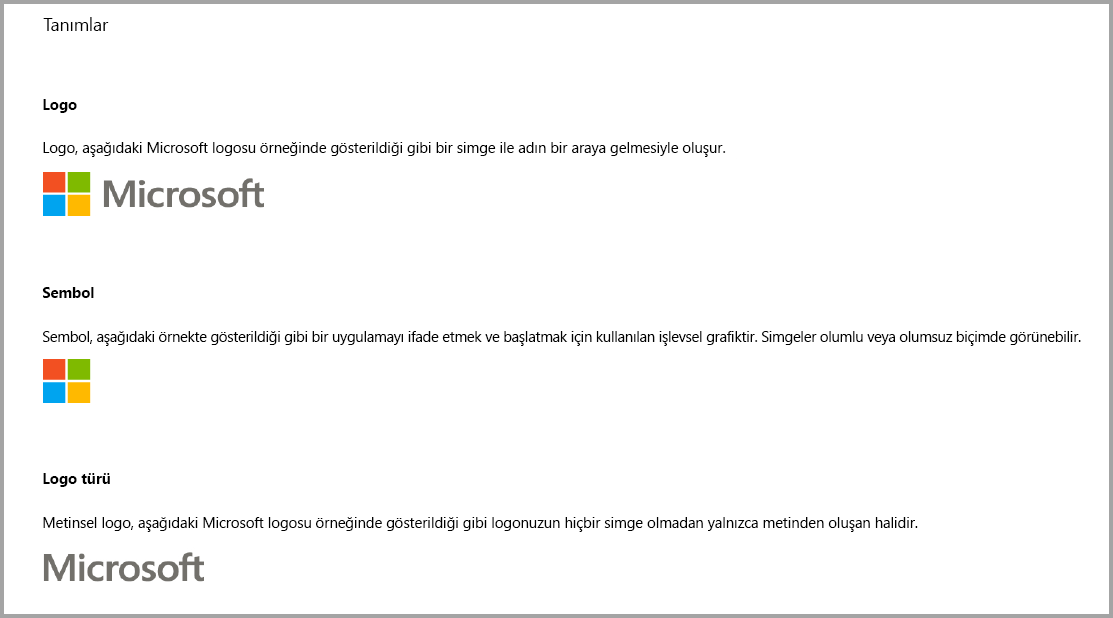 Tanımlar
Logo
Logo, aşağıdaki Microsoft logosu örneğinde gösterildiği gibi bir simge ile adın bir araya gelmesiyle oluşur.
Microsoft
Sembol
Sembol, aşağıdaki örnekte gösterildiği gibi bir uygulamayı ifade etmek ve başlatmak için kullanılan işlevsel grafiktir. Simgeler olumlu veya olumsuz biçimde görünebilir.
Logo türü
Metinsel logo, aşağıdaki Microsoft logosu örneğinde gösterildiği gibi logonuzun hiçbir simge olmadan yalnızca metinden oluşan halidir.
Microsoft